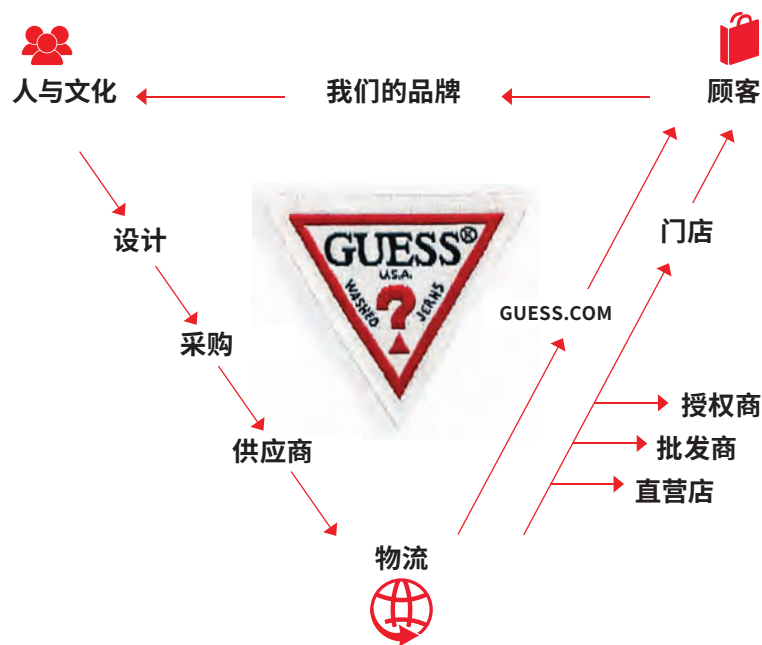 人与文化
我们的品牌
顾客
设计
门店
GUESS®
U.S.A.
WASHED
?
JEANS
GUESS.COM
采购
授权商
供应商
批发商
直营店
物流